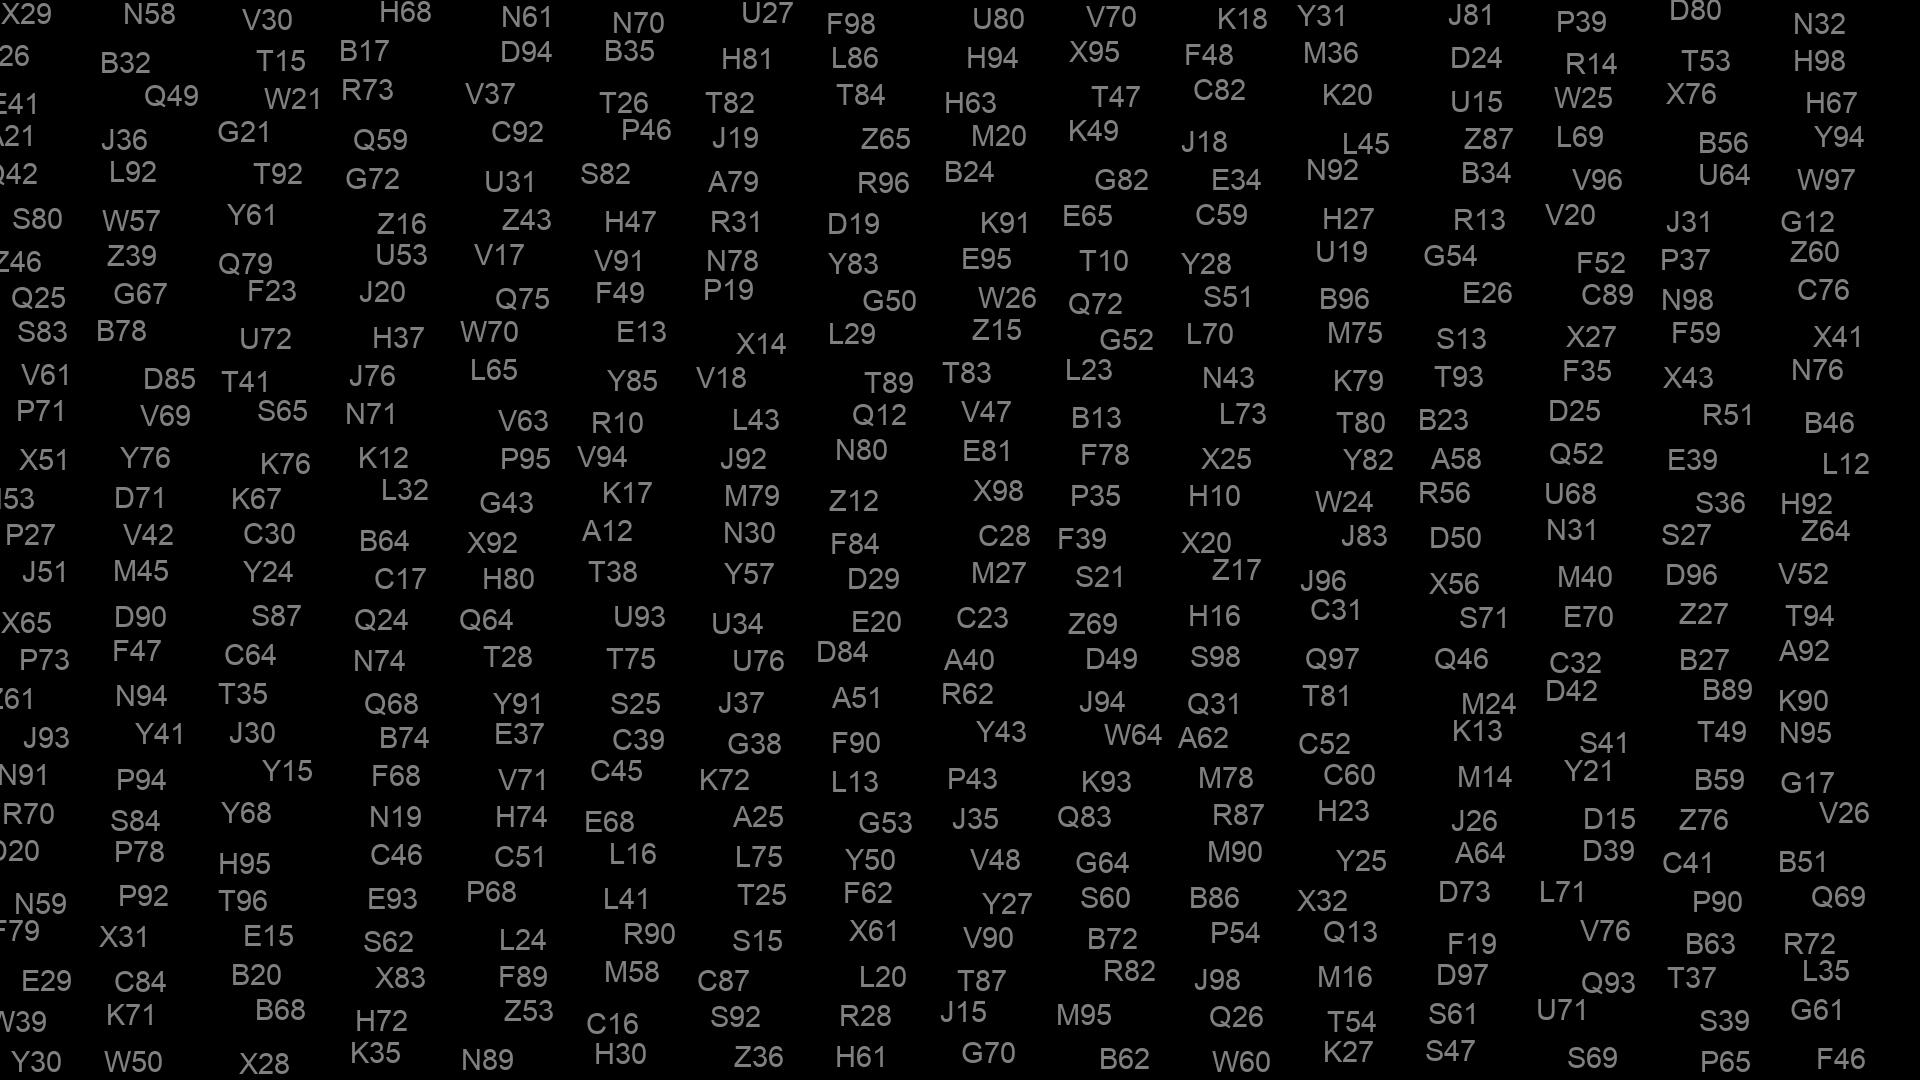 X29 N58 V30 H68 N61 N70 U27 F98 U80 V70 K18 Y31 J81 P39 D80 N32
26 B32 T15 B17 D94 B35 H81 L86 H94 X95 F48 M36 D24 R14 T53 H98
E41 Q49 W21 R73 V37 T26 T82 T84 H63 T47 C82 K20 U15 W25 X76 H67
A21 J36 G21 Q59 C92 P46 J19 Z65 M20 K49 J18 L45 Z87 L69 B56 Y94
Q42 L92 T92 G72 U31 S82 A79 R96 B24 G82 E34 N92 B34 V96 U64 W97
S80 W57 Y61 Z16 Z43 H47 R31 D19 K91 E65 C59 H27 R13 V20 J31 G12
Z46 Z39 Q79 U53 V17 V91 N78 Y83 E95 T10 Y28 U19 G54 F52 P37 Z60
Q25 G67 F23 J20 Q75 F49 P19 G50 W26 Q72 S51 B96 E26 C89 N98 C76
S83 B78 U72 H37 W70 E13 X14 L29 Z15 G52 L70 M75 S13 X27 F59 X41
V61 D85 T41 J76 L65 Y85 V18 T89 T83 L23 N43 K79 T93 F35 X43 N76
P71 V69 S65 N71 V63 R10 L43 Q12 V47 B13 L73 T80 B23 D25 R51 B46
X51 Y76 K76 K12 P95 V94 J92 N80 E81 F78 X25 Y82 A58 Q52 E39 L12
53 D71 K67 L32 G43 K17 M79 Z12 X98 P35 H10 W24 R56 U68 S36 H92
P27 V42 C30 B64 X92 A12 N30 F84 C28 F39 X20 J83 D50 N31 S27 Z64
J51 M45 Y24 C17 H80 T38 Y57 D29 M27 S21 Z17 J96 X56 M40 D96 V52
X65 D90 S87 Q24 Q64 U93 U34 E20 C23 Z69 H16 C31 S71 E70 Z27 T94
P73 F47 C64 N74 T28 T75 U76 D84 A40 D49 S98 Q97 Q46 C32 B27 A92
Z61 N94 T35 Q68 Y91 S25 J37 A51 R62 J94 Q31 T81 M24 D42 B89 K90
J93 Y41 J30 B74 E37 C39 G38 F90 Y43 W64 A62 C52 K13 S41 T49 N95
N91 P94 Y15 F68 V71 C45 K72 L13 P43 K93 M78 C60 M14 Y21 B59 G17
R70 S84 Y68 N19 H74 E68 A25 G53 J35 Q83 R87 H23 J26 D15 Z76 V26
20 P78 H95 C46 C51 L16 L75 Y50 V48 G64 M90 Y25 A64 D39 C41 B51
N59 P92 T96 E93 P68 L41 T25 F62 Y27 S60 B86 X32 D73 L71 P90 Q69
F79 X31 E15 S62 L24 R90 S15 X61 V90 B72 P54 Q13 F19 V76 B63 R72
E29 C84 B20 X83 F89 M58 C87 L20 T87 R82 J98 M16 D97 Q93 T37 L35
W39 K71 B68 H72 Z53 C16 S92 R28 J15 M95 Q26 T54 S61 U71 S39 G61
Y30 W50 X28 K35 N89 H30 Z36 H61 G70 B62 W60 K27 S47 S69 P65 F46